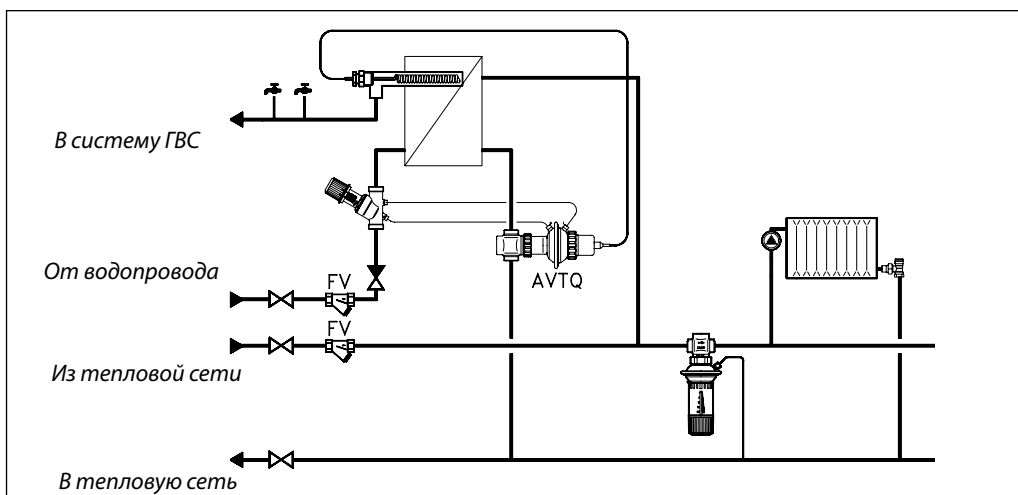 В систему ГВС
От водопровода
AVTQ
FV
FV
Из тепловой сети
В тепловую сеть